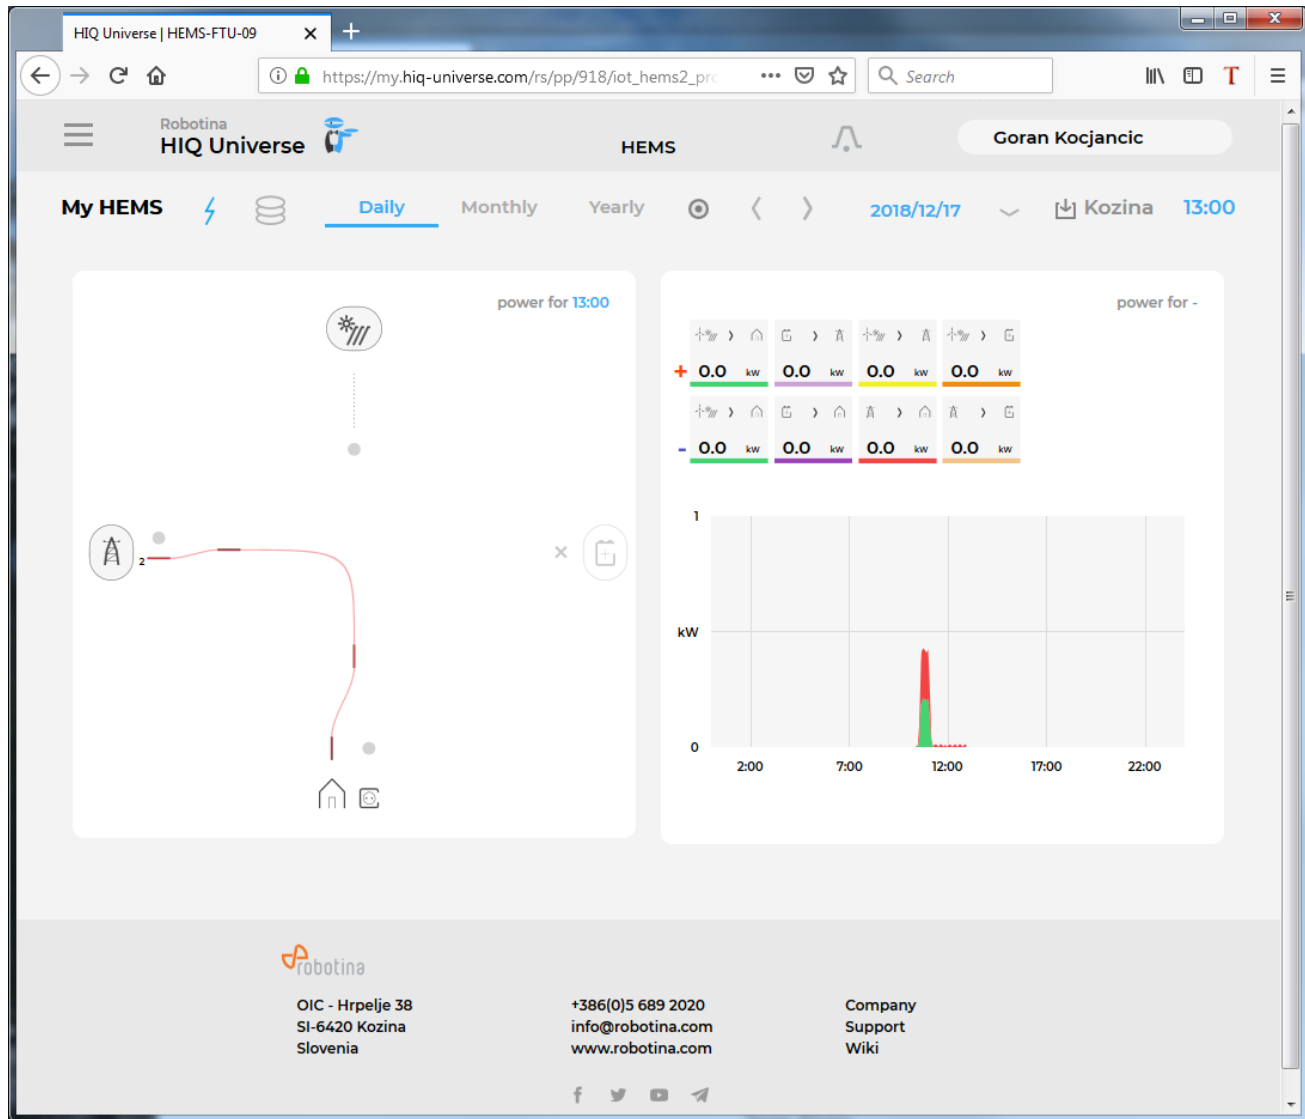 HIQ Universe | HEMS-FTU-09
https://my.hiq-universe.com/rs/pp/918/iot_hems2_pro
Search
Robotina
HIQ Universe
HEMS
Goran Kocjancic
My HEMS
Daily
Monthly
Yearly
2018/12/17
Kozina
13:00
power for 13:00
2
power for -
+ 0.0 kw 0.0 kw 0.0 kw 0.0 kw
- 0.0 kw 0.0 kw 0.0 kw 0.0 kw
1
kW
0
2:00 7:00 12:00 17:00 22:00
robotina
OIC - Hrpelje 38
SI-6420 Kozina
Slovenia
+386(0)5 689 2020
info@robotina.com
www.robotina.com
Company
Support
Wiki